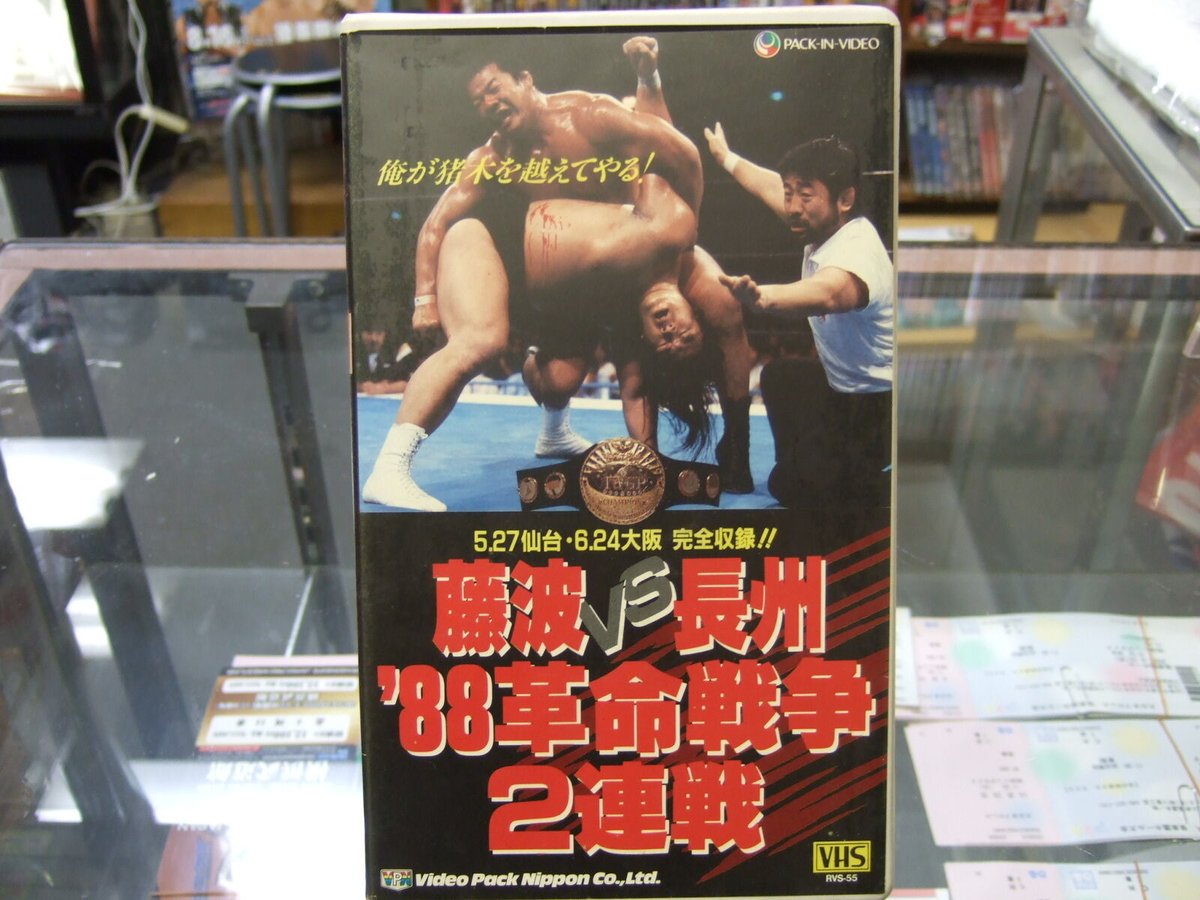 PACK-IN-VIDEO
俺が猪木を越えてやる!
5.27仙台・6.24大阪 完全収録!!
藤波VS長州
'88革命戦争
2連戦
VPN Video Pack Nippon Co.,Ltd.
VHS
RVS-55